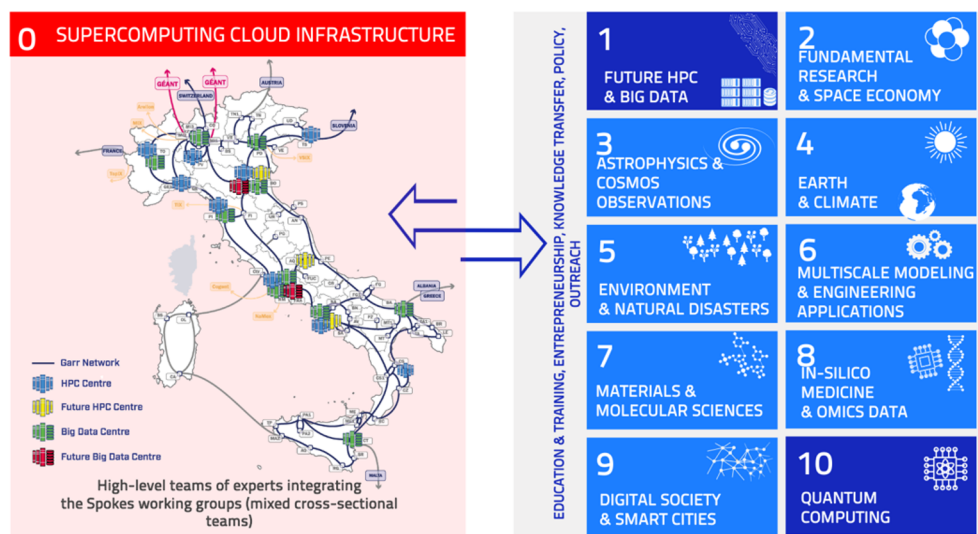 0 SUPERCOMPUTING CLOUD INFRASTRUCTURE
GÉANT
GÉANT
AUSTRIA
SWITZERLAND
SLOVENIA
FRANCE
ALBANIA
GREECE
MALTA
Garr Network
HPC Centre
Future HPC Centre
Big Data Centre
Future Big Data Centre
High-level teams of experts integrating
the Spokes working groups (mixed cross-sectional
teams)
EDUCATION & TRAINING, ENTREPRENEURSHIP, KNOWLEDGE TRANSFER, POLICY,
OUTREACH
1
FUTURE HPC
& BIG DATA
2
FUNDAMENTAL
RESEARCH
& SPACE ECONOMY
3
ASTROPHYSICS &
COSMOS
OBSERVATIONS
4
EARTH
& CLIMATE
5
ENVIRONMENT
& NATURAL DISASTERS
6
MULTISCALE MODELING
& ENGINEERING
APPLICATIONS
7
MATERIALS &
MOLECULAR SCIENCES
8
IN-SILICO
MEDICINE
& OMICS DATA
9
DIGITAL SOCIETY
& SMART CITIES
10
QUANTUM
COMPUTING